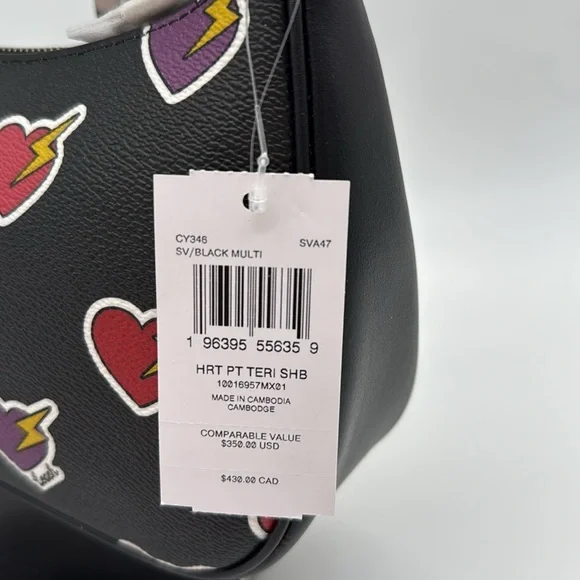 CY346 SVA47
SV/BLACK MULTI
1 96395 55635 9
HRT PT TERI SHB
10016957MX01
MADE IN CAMBODIA
CAMBODGE
COMPARABLE VALUE
$350.00 USD
$430.00 CAD